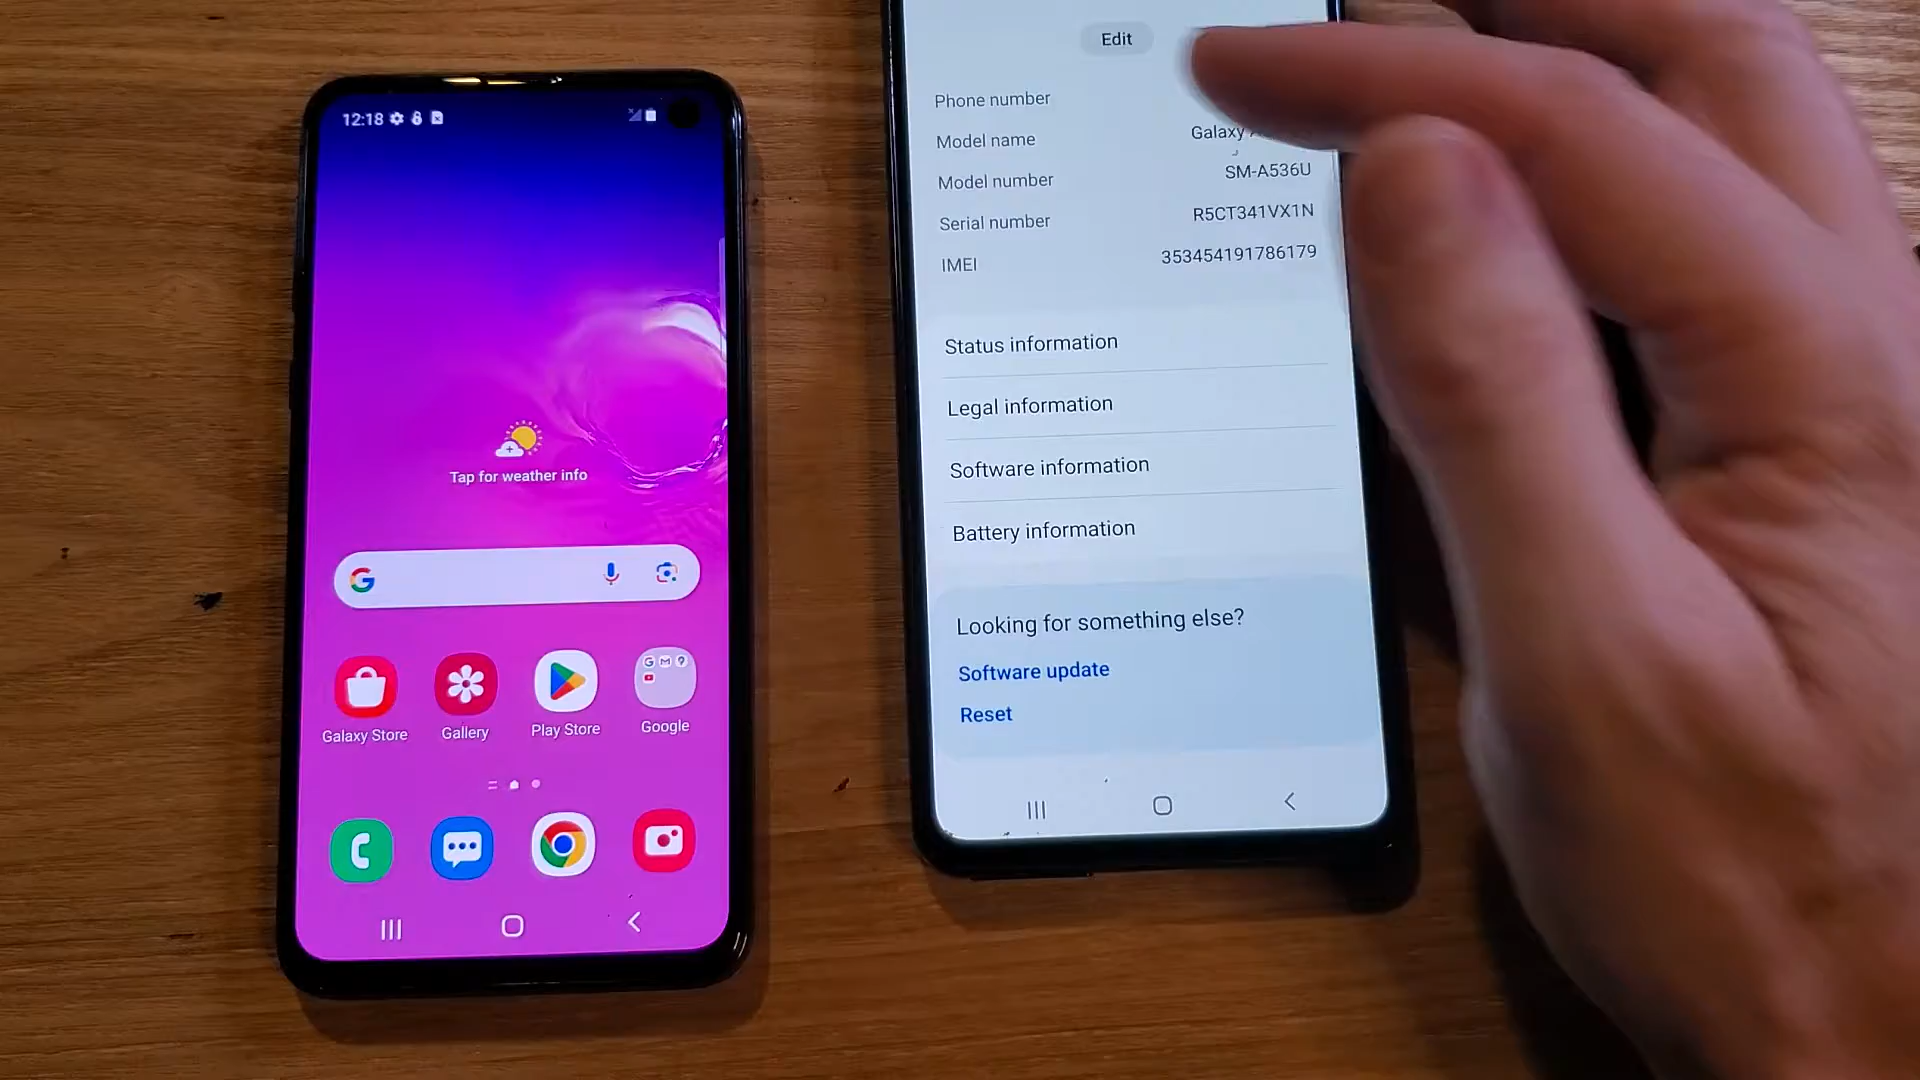 12:18
Tap for weather info
Galaxy Store
Gallery
Play Store
Google
Edit
Phone number
Model name
Galaxy
Model number
SM-A536U
Serial number
R5CT341VX1N
IMEI
353454191786179
Status information
Legal information
Software information
Battery information
Looking for something else?
Software update
Reset